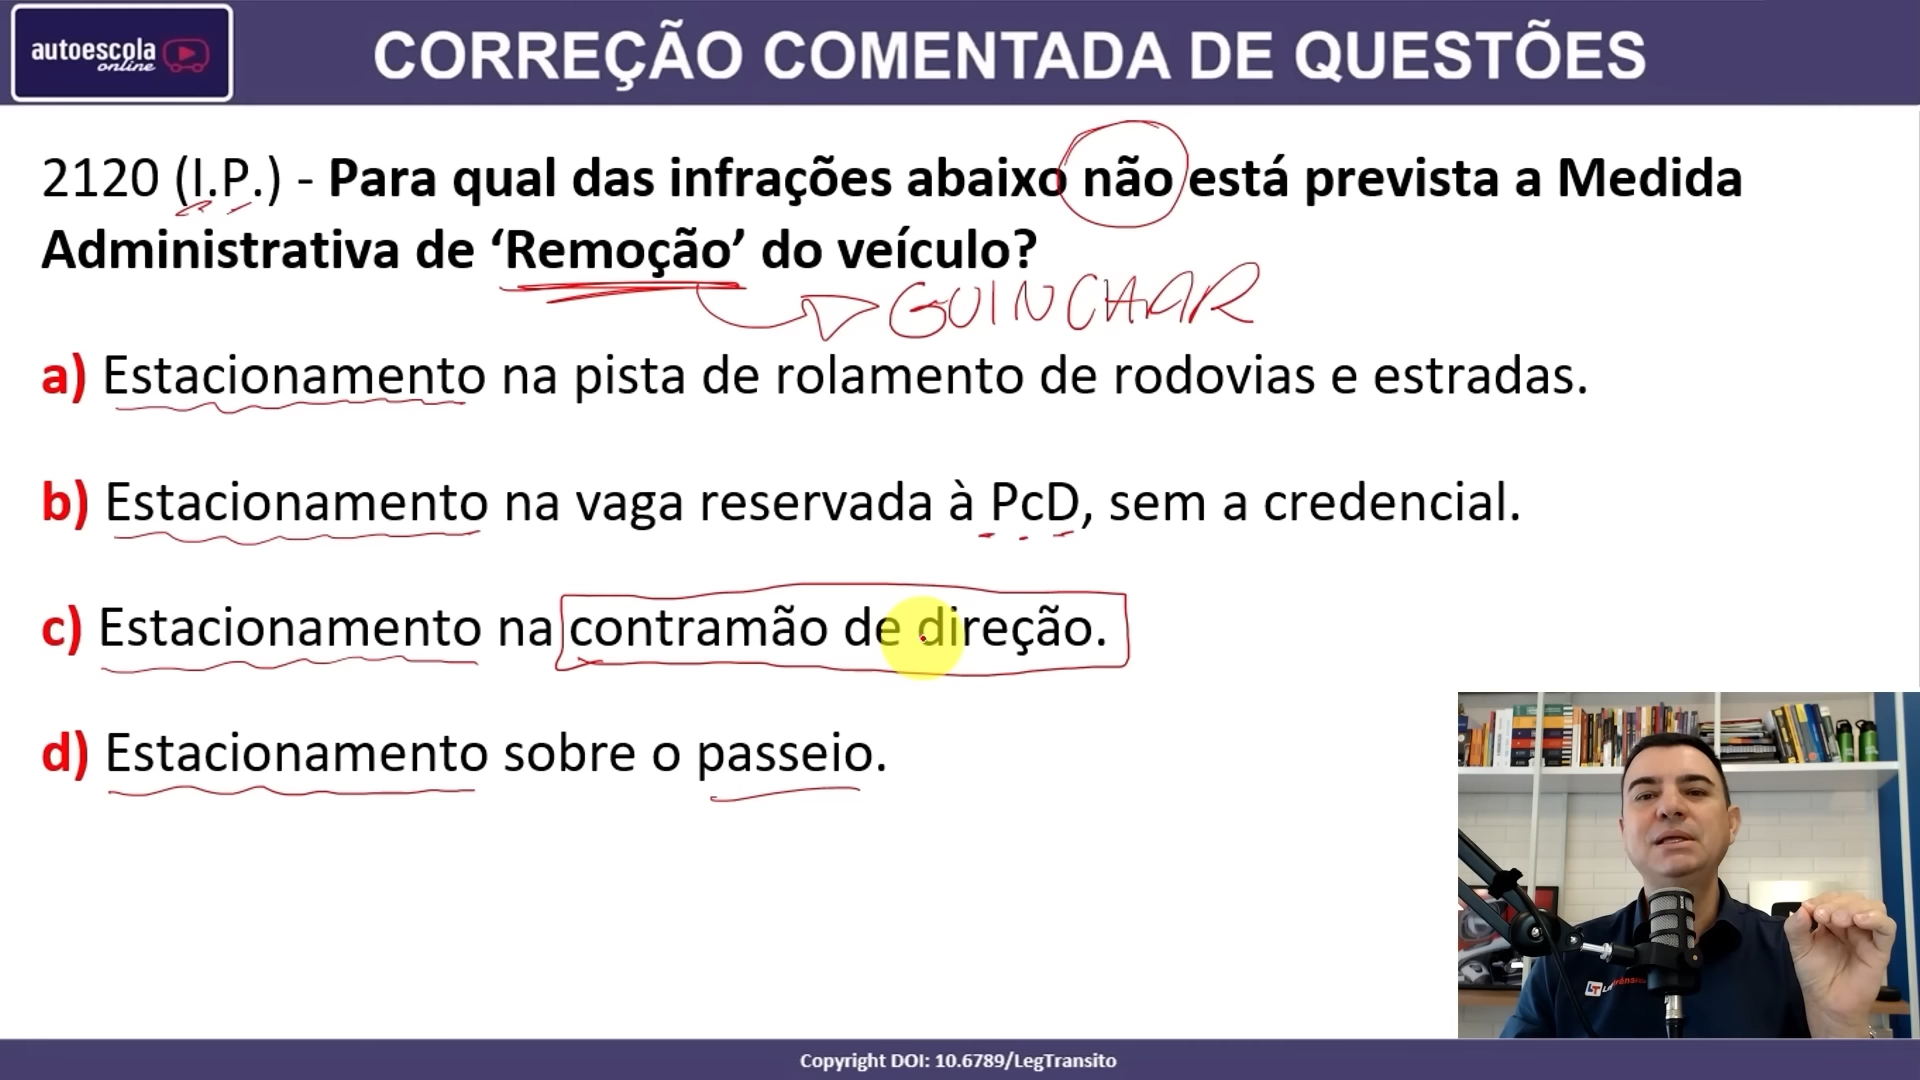 autoescola
online
CORREÇÃO COMENTADA DE QUESTÕES
2120 (I.P.) - Para qual das infrações abaixo não está prevista a Medida
Administrativa de ‘Remoção’ do veículo?
GUINCHAR
a) Estacionamento na pista de rolamento de rodovias e estradas.
b) Estacionamento na vaga reservada à PcD, sem a credencial.
c) Estacionamento na contramão de direção.
d) Estacionamento sobre o passeio.
LT
Copyright DOI: 10.6789/LegTransito